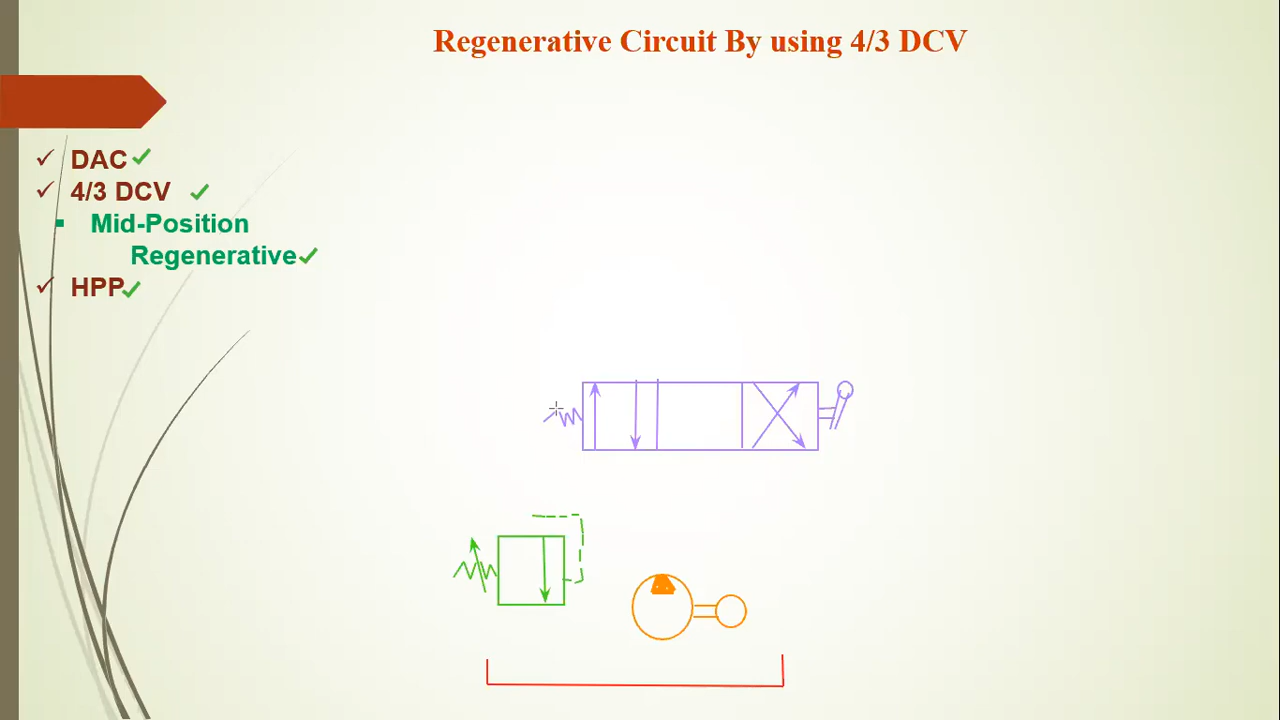 Regenerative Circuit By using 4/3 DCV
DAC
4/3 DCV
Mid-Position
Regenerative
HPP